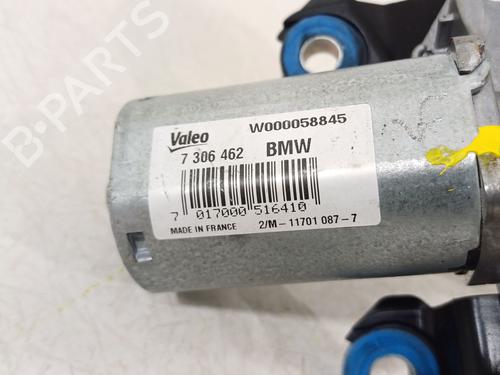 Valeo W000058845
7 306 462 BMW
7 017000 516410
MADE IN FRANCE 2/M-11701 087-7
B-PARTS